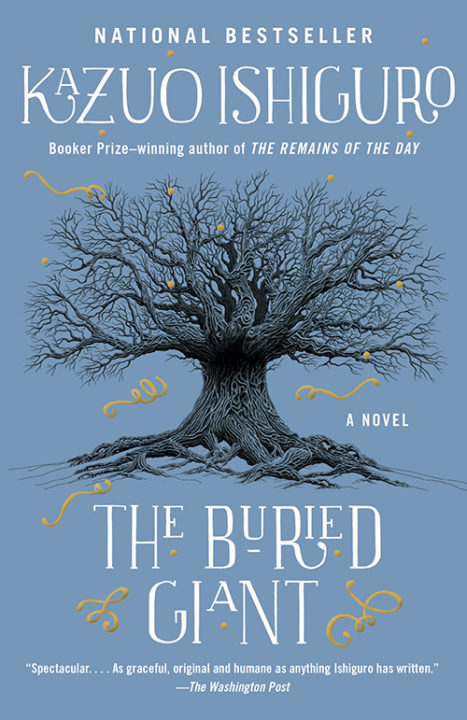 NATIONAL BESTSELLER
KAZUO ISHIGURO
Booker Prize–winning author of THE REMAINS OF THE DAY
A NOVEL
THE BURIED
GIANT
“Spectacular. . . . As graceful, original and humane as anything Ishiguro has written.”
—The Washington Post